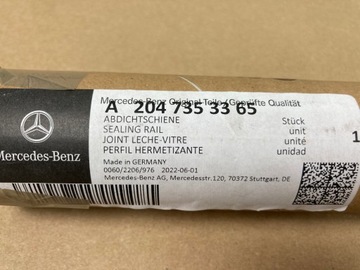 A 204 735 33 65
Mercedes-Benz Original-Teile / Geprüfte Qualität
ABDICHTSCHIENE Stück
SEALING RAIL unit
JOINT LECHE-VITRE unité 1
PERFIL HERMETIZANTE unidad
Mercedes-Benz
Made in GERMANY
0060/2206/976 2022-06-01
Mercedes-Benz AG, Mercedesstr.120, 70372 Stuttgart, DE